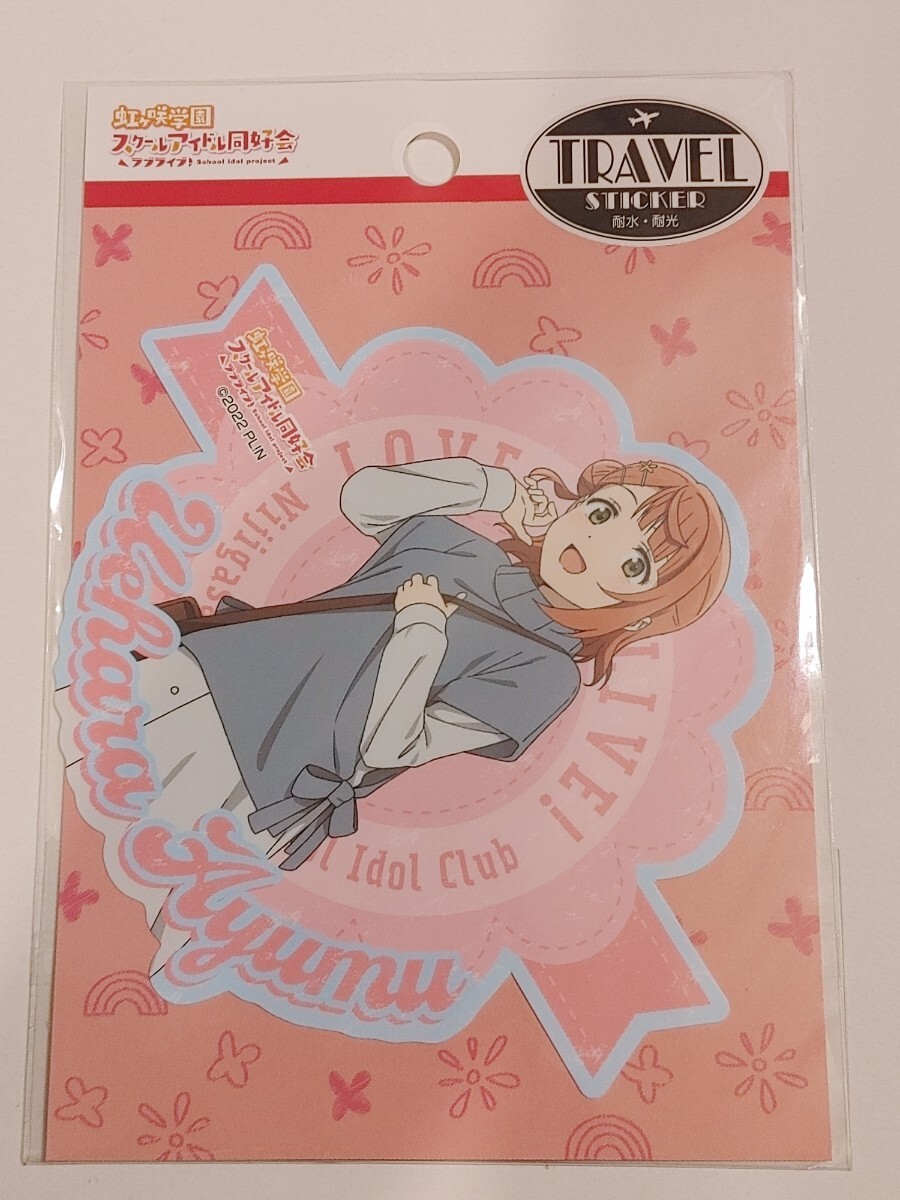 虹ヶ咲学園
スクールアイドル同好会
ラブライブ! School idol project
TRAVEL
STICKER
耐水・耐光
虹ヶ咲学園
スクールアイドル同好会
ラブライブ! School idol project
©2022 PL!N
LOVE
LIVE!
Idol Club
Uehara
Ayumu